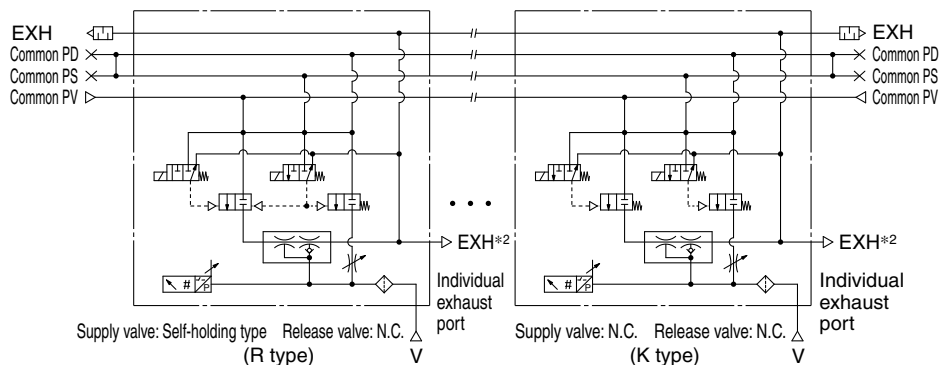 EXH
Common PD
Common PS
Common PV
EXH
Common PD
Common PS
Common PV
EXH*2
Individual
exhaust
port
V
# P
Supply valve: Self-holding type Release valve: N.C.
(R type)
EXH*2
Individual
exhaust
port
V
# P
Supply valve: N.C. Release valve: N.C.
(K type)